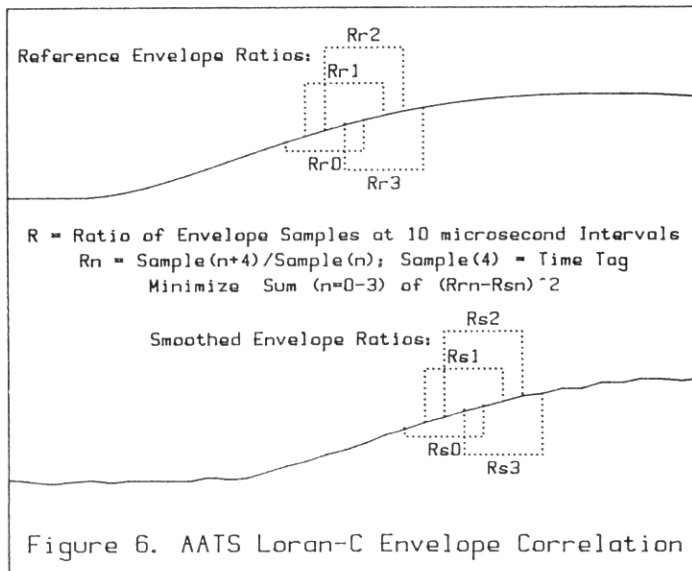 Rr2
Reference Envelope Ratios:
Rr1
Rr0
Rr3
R = Ratio of Envelope Samples at 10 microsecond Intervals
Rn = Sample(n+4)/Sample(n); Sample(4) = Time Tag
Minimize Sum (n=0-3) of (Rrn-Rsn)^2
Rs2
Smoothed Envelope Ratios:
Rs1
Rs0
Rs3
Figure 6. AATS Loran-C Envelope Correlation